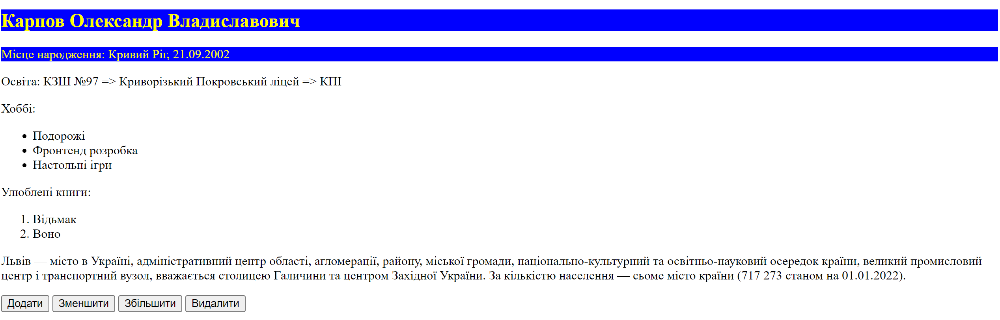 Карпов Олександр Владиславович
Місце народження: Кривий Ріг, 21.09.2002
Освіта: КЗШ №97 => Криворізький Покровський ліцей => КПІ
Хоббі:
• Подорожі
• Фронтенд розробка
• Настольні ігри
Улюблені книги:
1. Відьмак
2. Воно
Львів — місто в Україні, адміністративний центр області, агломерації, району, міської громади, національно-культурний та освітньо-науковий осередок країни, великий промисловий
центр і транспортний вузол, вважається столицею Галичини та центром Західної України. За кількістю населення — сьоме місто країни (717 273 станом на 01.01.2022).
Додати Зменшити Збільшити Видалити